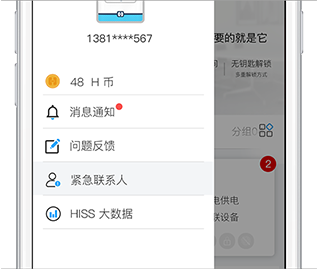 1381****567
要的就是它
48 H 币
无钥匙解锁
多重解锁方式
消息通知
分组0
问题反馈
2
紧急联系人
电供电
联设备
HISS 大数据